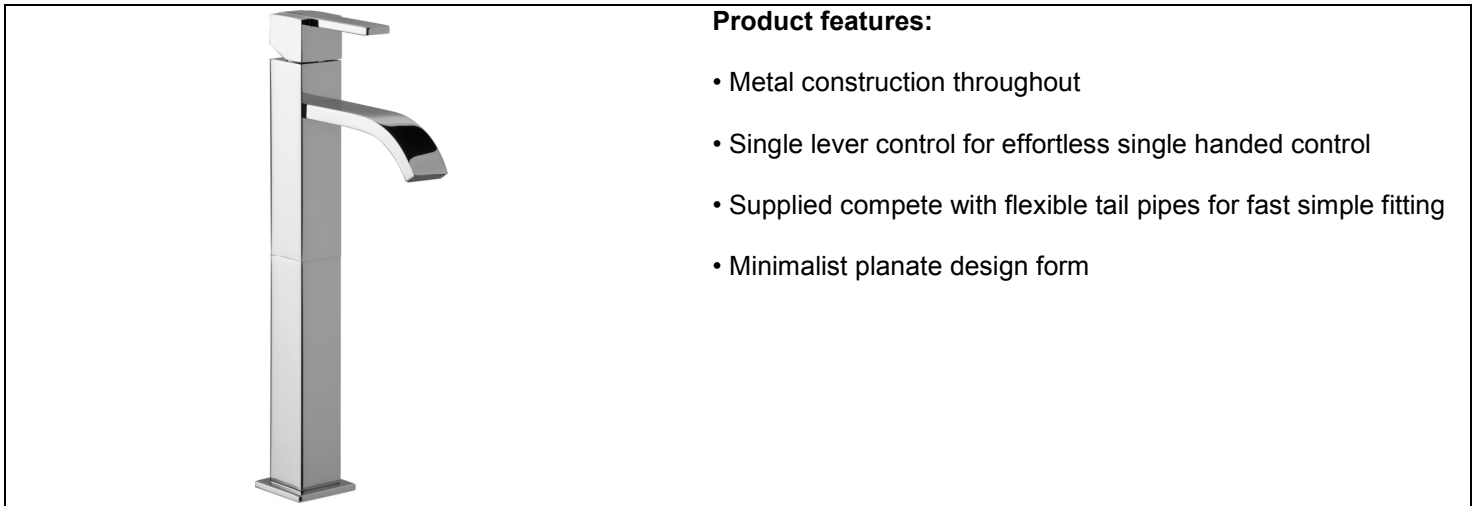 Product features:
• Metal construction throughout
• Single lever control for effortless single handed control
• Supplied compete with flexible tail pipes for fast simple fitting
• Minimalist planate design form